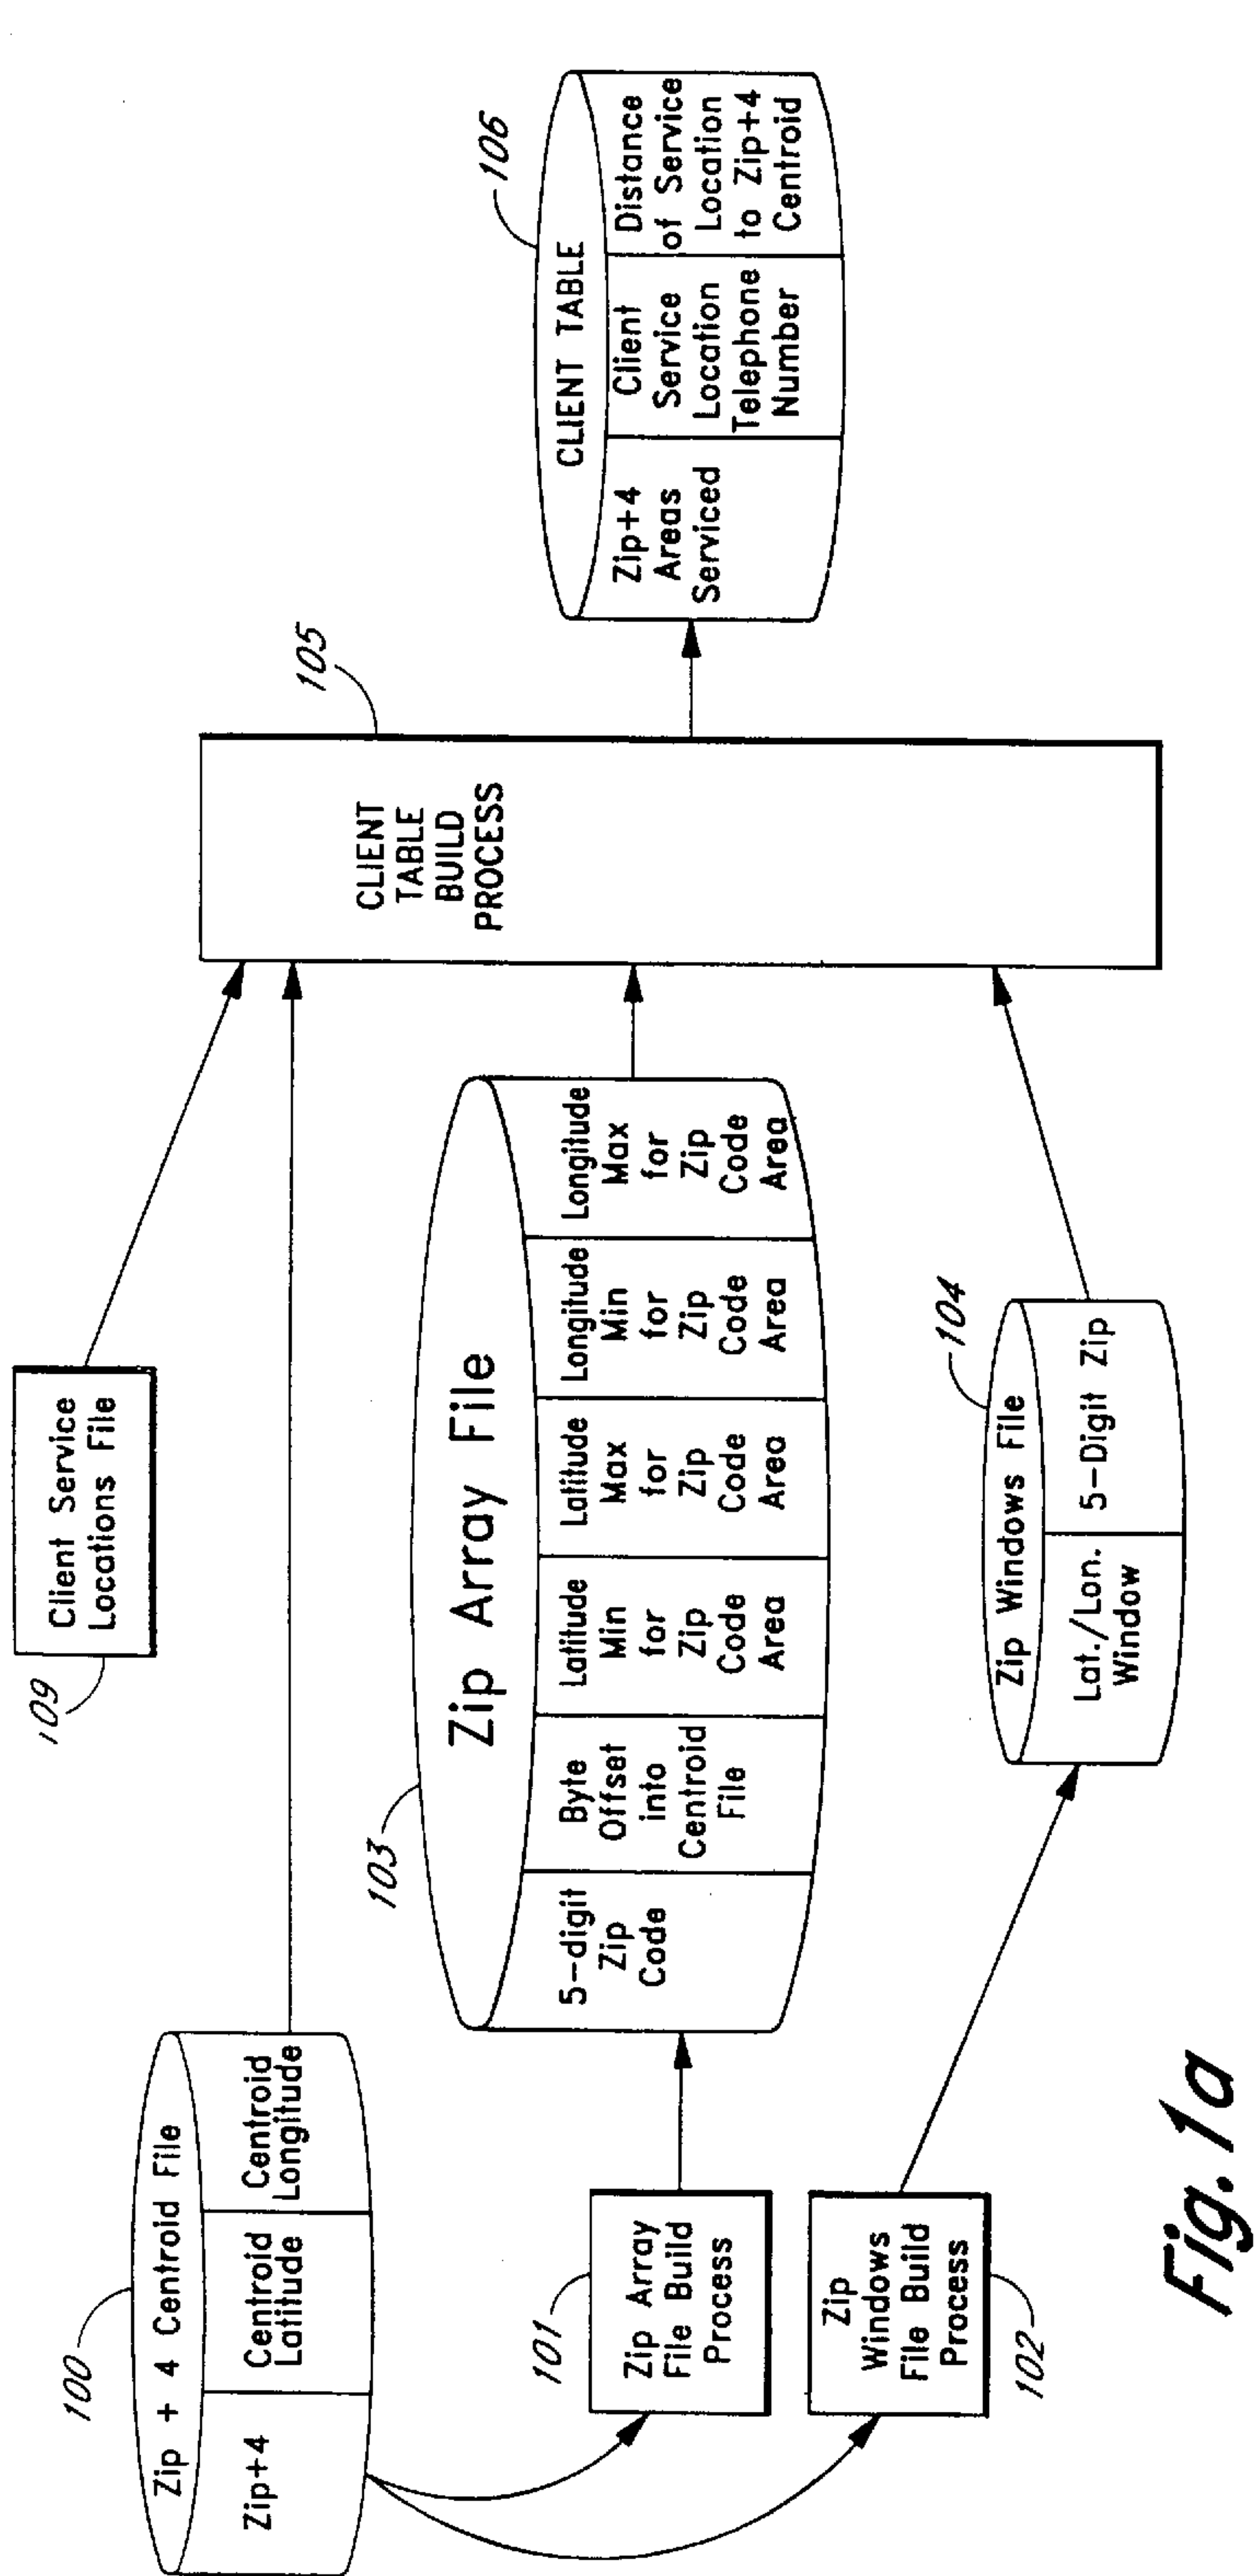 109
Client Service
Locations File
100
Zip + 4 Centroid File
Zip+4
Centroid
Latitude
Centroid
Longitude
103
Zip Array File
5-digit
Zip
Code
Byte
Offset
into
Centroid
File
Latitude
Min
for
Zip
Code
Area
Latitude
Max
for
Zip
Code
Area
Longitude
Min
for
Zip
Code
Area
Longitude
Max
for
Zip
Code
Area
101
Zip Array
File Build
Process
Zip
Windows
File Build
Process
102
104
Zip Windows File
Lat./Lon.
Window
5-Digit Zip
105
CLIENT
TABLE
BUILD
PROCESS
106
CLIENT TABLE
Zip+4
Areas
Serviced
Client
Service
Location
Telephone
Number
Distance
of Service
Location
to Zip+4
Centroid
Fig. 1a